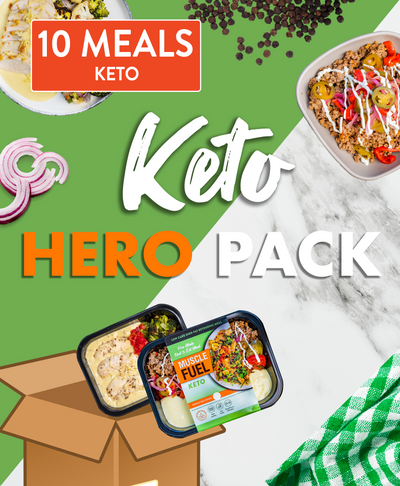 10 MEALS
KETO
Keto
HERO PACK
MUSCLE
FUEL
KETO